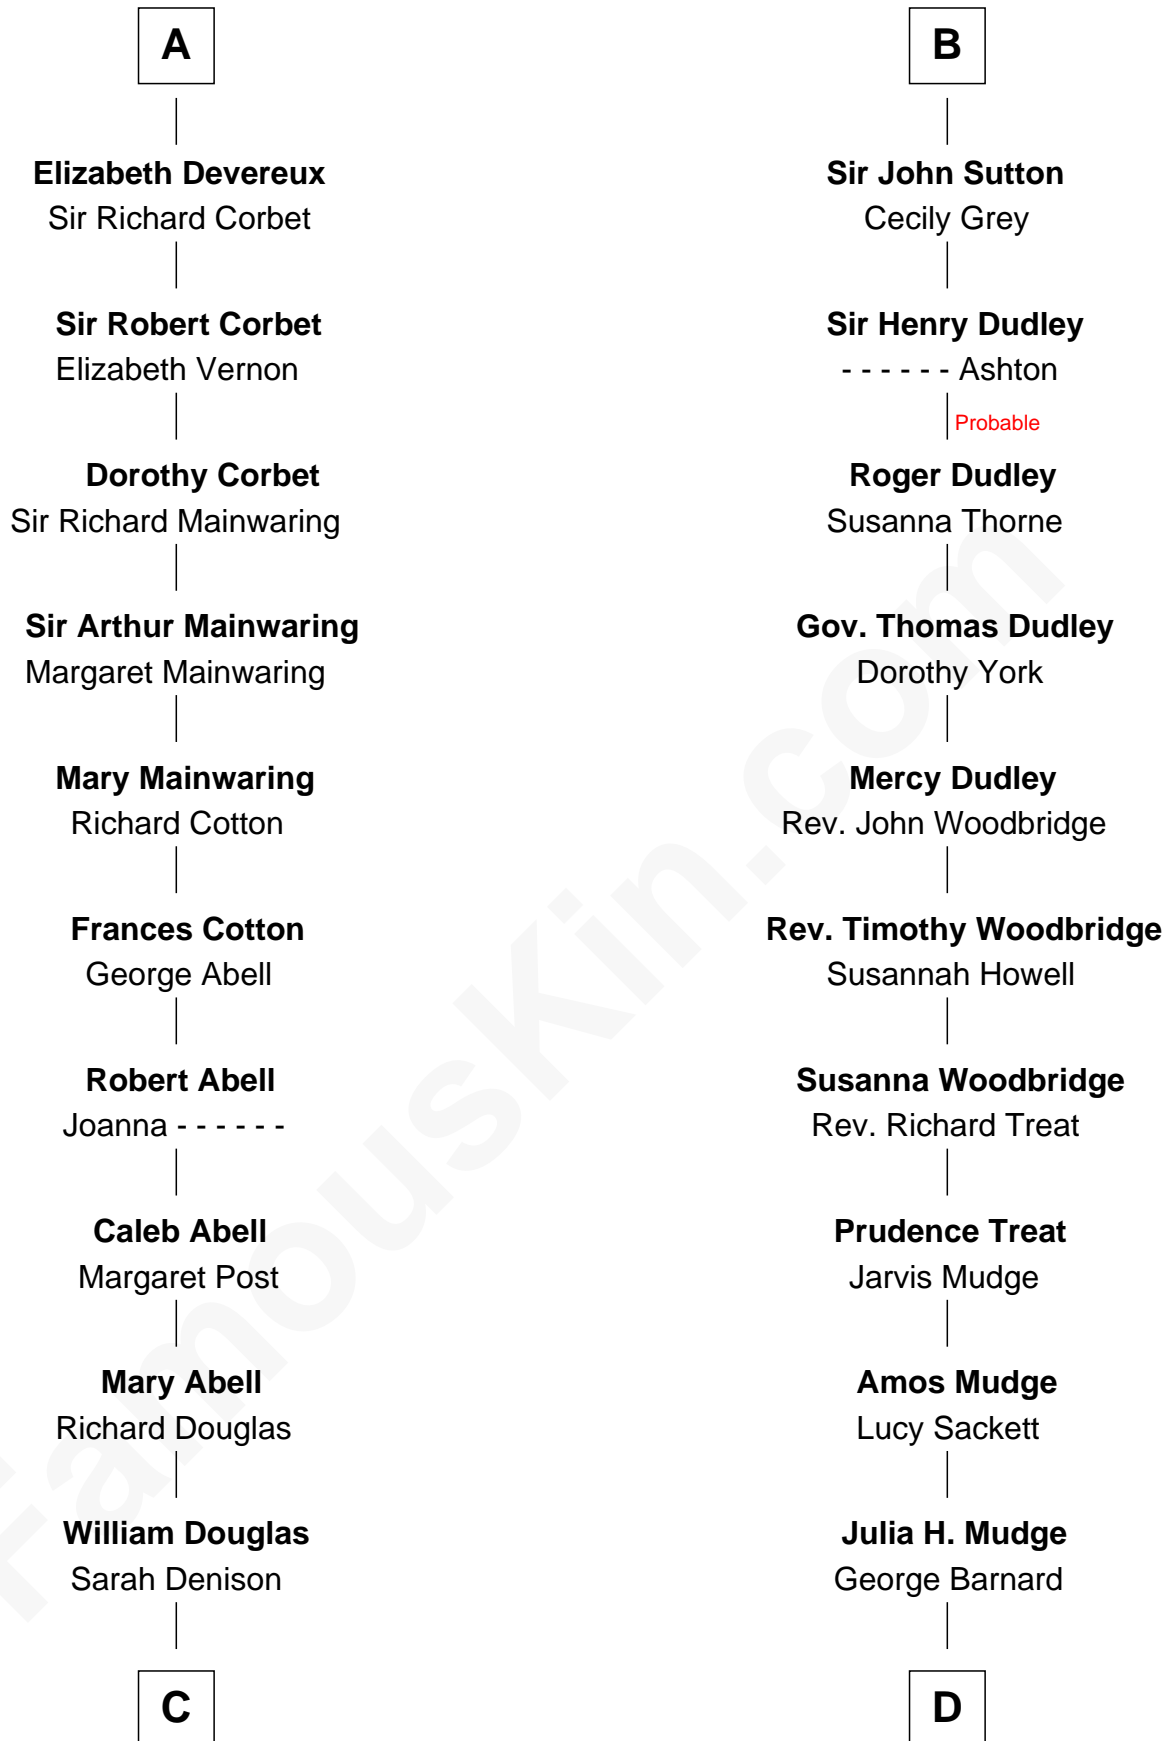 A
Elizabeth Devereux
Sir Richard Corbet
Sir Robert Corbet
Elizabeth Vernon
Dorothy Corbet
Sir Richard Mainwaring
Sir Arthur Mainwaring
Margaret Mainwaring
Mary Mainwaring
Richard Cotton
Frances Cotton
George Abell
Robert Abell
Joanna - - - - - -
Caleb Abell
Margaret Post
Mary Abell
Richard Douglas
William Douglas
Sarah Denison
C
B
Sir John Sutton
Cecily Grey
Sir Henry Dudley
- - - - - - Ashton
Probable
Roger Dudley
Susanna Thorne
Gov. Thomas Dudley
Dorothy York
Mercy Dudley
Rev. John Woodbridge
Rev. Timothy Woodbridge
Susannah Howell
Susanna Woodbridge
Rev. Richard Treat
Prudence Treat
Jarvis Mudge
Amos Mudge
Lucy Sackett
Julia H. Mudge
George Barnard
D
FamousKin.com